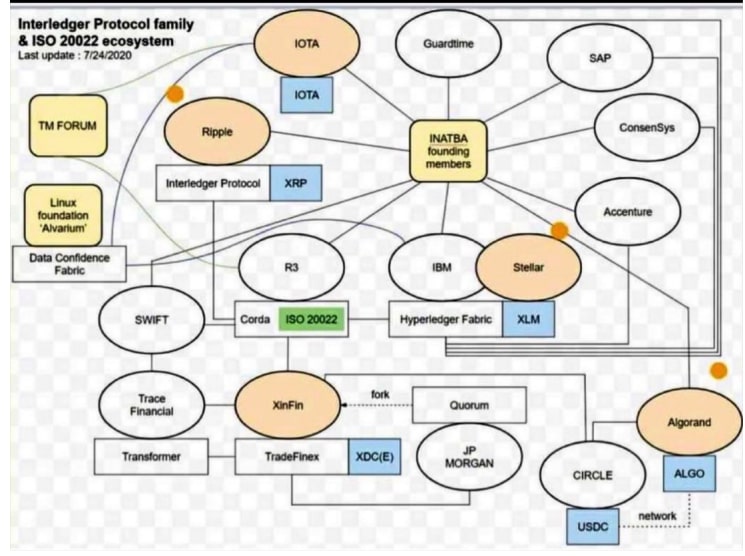 Interledger Protocol family
& ISO 20022 ecosystem
Last update : 7/24/2020
IOTA
IOTA
Guardtime
SAP
TM FORUM
Ripple
INATBA
founding
members
ConsenSys
Interledger Protocol
XRP
Linux
foundation
'Alvarium'
Accenture
Data Confidence
Fabric
R3
IBM
Stellar
SWIFT
Corda
ISO 20022
Hyperledger Fabric
XLM
Trace
Financial
XinFin
fork
Quorum
Algorand
Transformer
TradeFinex
XDC(E)
JP
MORGAN
CIRCLE
ALGO
USDC
network